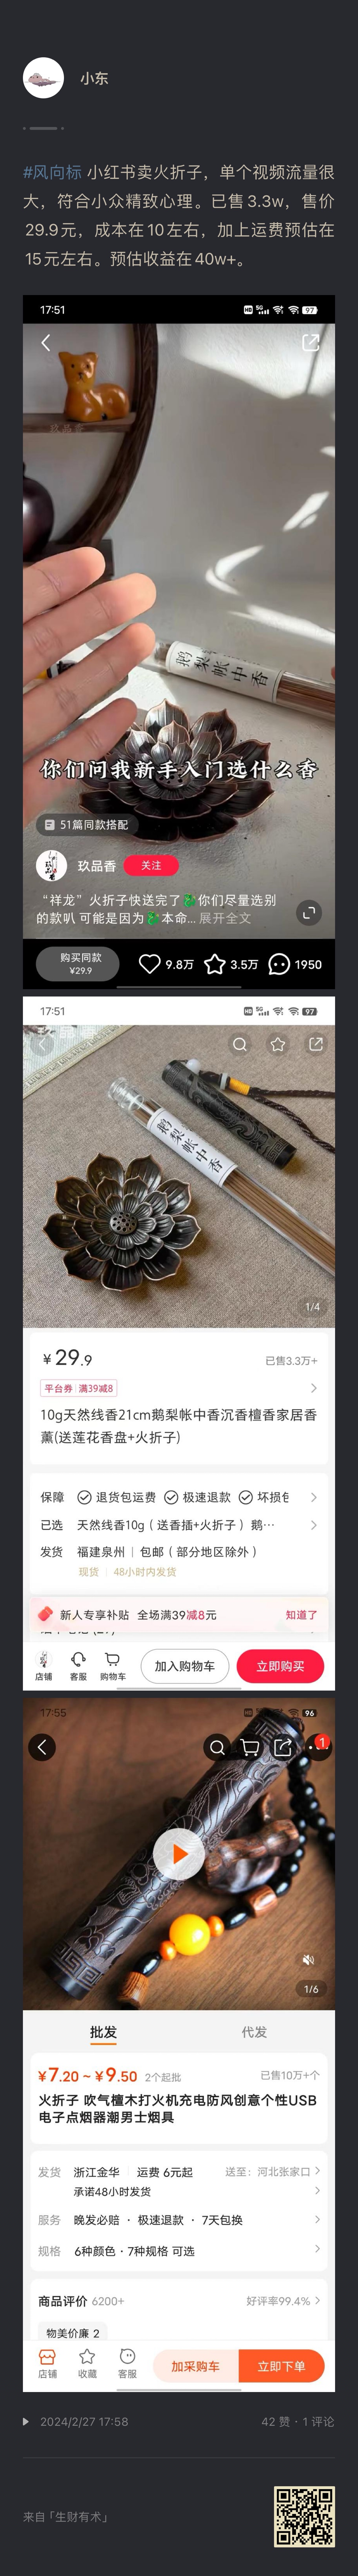 小东
#风向标 小红书卖火折子，单个视频流量很
大，符合小众精致心理。已售3.3w，售价
29.9元，成本在10左右，加上运费预估在
15元左右。预估收益在40w+。
17:51
HD 5G 97
鹅梨帐中香
你们问我新手入门选什么香
51篇同款搭配
玖品香 关注
“祥龙”火折子快送完了🐉你们尽量选别
的款叭 可能是因为🐉本命... 展开全文
购买同款
¥29.9
9.8万 3.5万 1950
17:51
HD 5G 97
鹅梨帐中香
1/4
¥29.9 已售3.3万+
平台券 满39减8
10g天然线香21cm鹅梨帐中香沉香檀香家居香
薰(送莲花香盘+火折子)
保障 退货包运费 极速退款 坏损包
已选 天然线香10g（送香插+火折子）鹅…
发货 福建泉州 | 包邮（部分地区除外）
现货 | 48小时内发货
新人专享补贴 全场满39减8元 知道了
店铺 客服 购物车 加入购物车 立即购买
17:55
HD 5G 96
1
1/6
批发 代发
¥7.20 ~ ¥9.50 2个起批 已售10万+个
火折子 吹气檀木打火机充电防风创意个性USB
电子点烟器潮男士烟具
发货 浙江金华 运费 6元起 送至：河北张家口
承诺48小时发货
服务 晚发必赔 · 极速退款 · 7天包换
规格 6种颜色 · 7种规格 可选
商品评价 6200+ 好评率99.4%
物美价廉 2
店铺 收藏 客服 加采购车 立即下单
2024/2/27 17:58 42 赞 · 1 评论
来自「生财有术」